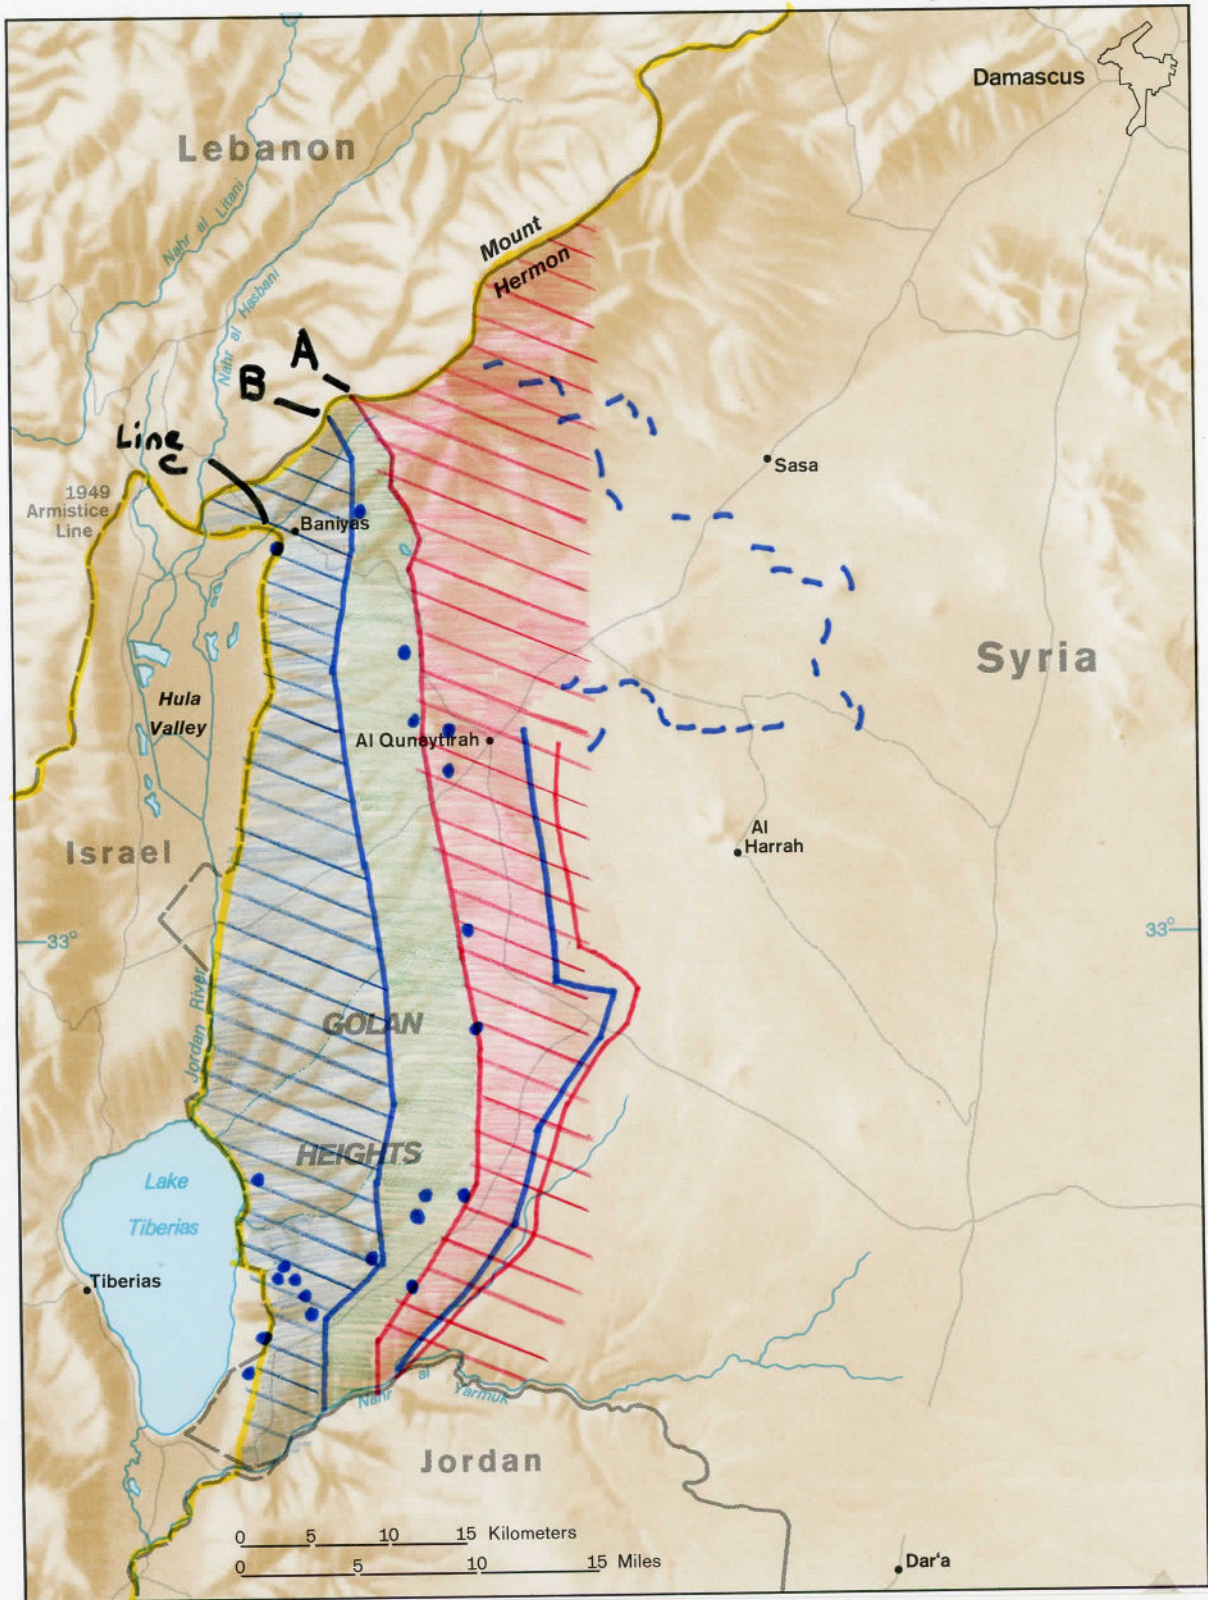 Damascus
Lebanon
Nahr al Litani
Mount
Hermon
Nahr al Hasbani
A
B
Line
C
Sasa
1949
Armistice
Line
Baniyas
Syria
Hula
Valley
Al Qunaytirah
Al
Harrah
Israel
33°
33°
Jordan River
GOLAN
HEIGHTS
Lake
Tiberias
Tiberias
Nahr al Yarmuk
Jordan
0 5 10 15 Kilometers
0 5 10 15 Miles
Dar'a